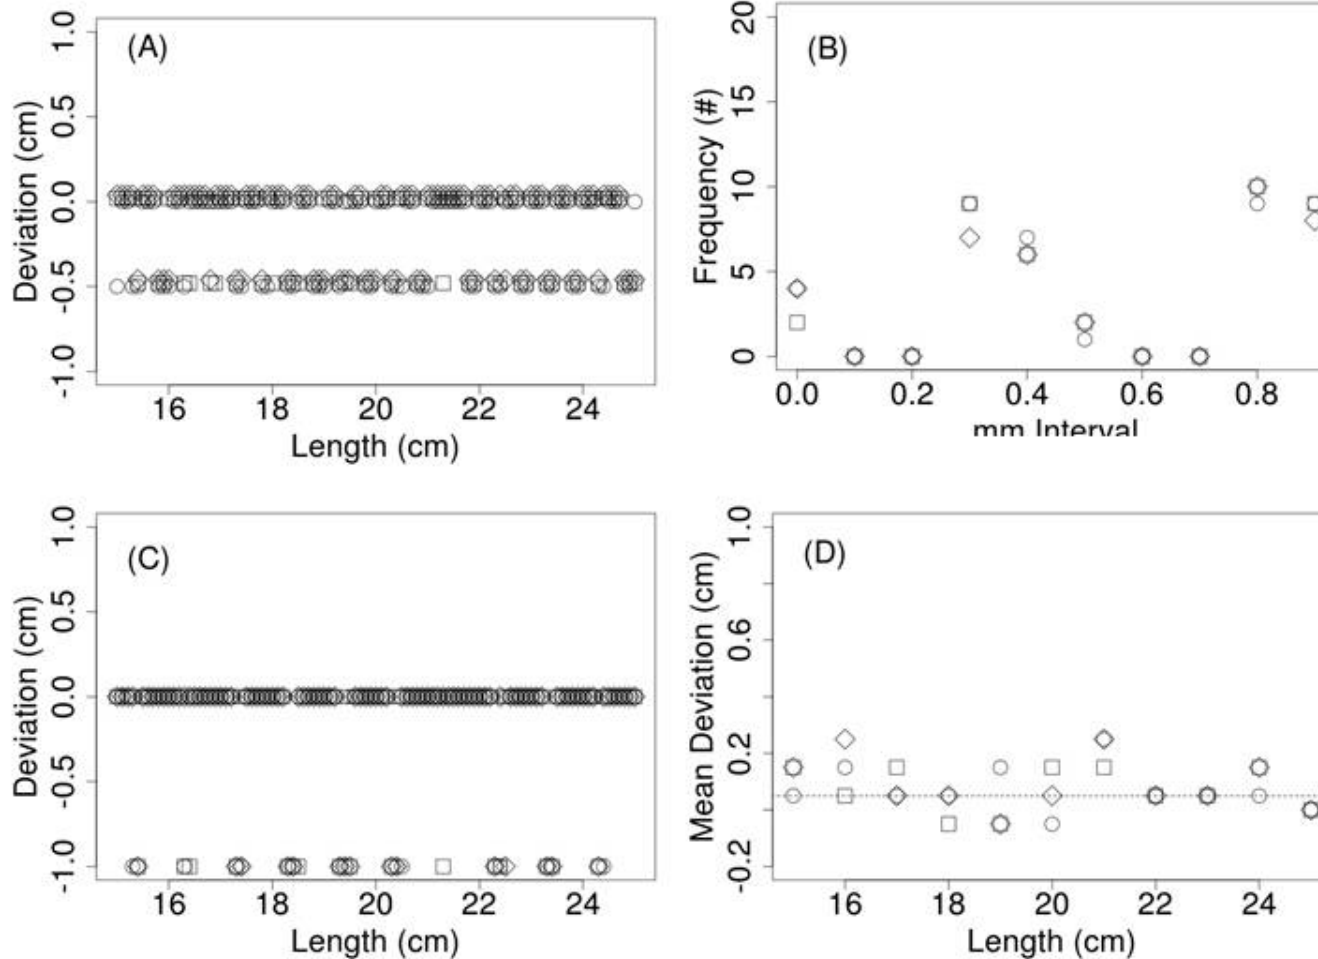 (A)
1.0
0.5
0.0
-0.5
-1.0
Deviation (cm)
16 18 20 22 24
Length (cm)
(B)
20
15
10
5
0
Frequency (#)
0.0 0.2 0.4 0.6 0.8
mm Interval
(C)
1.0
0.5
0.0
-0.5
-1.0
Deviation (cm)
16 18 20 22 24
Length (cm)
(D)
1.0
0.6
0.2
-0.2
Mean Deviation (cm)
16 18 20 22 24
Length (cm)